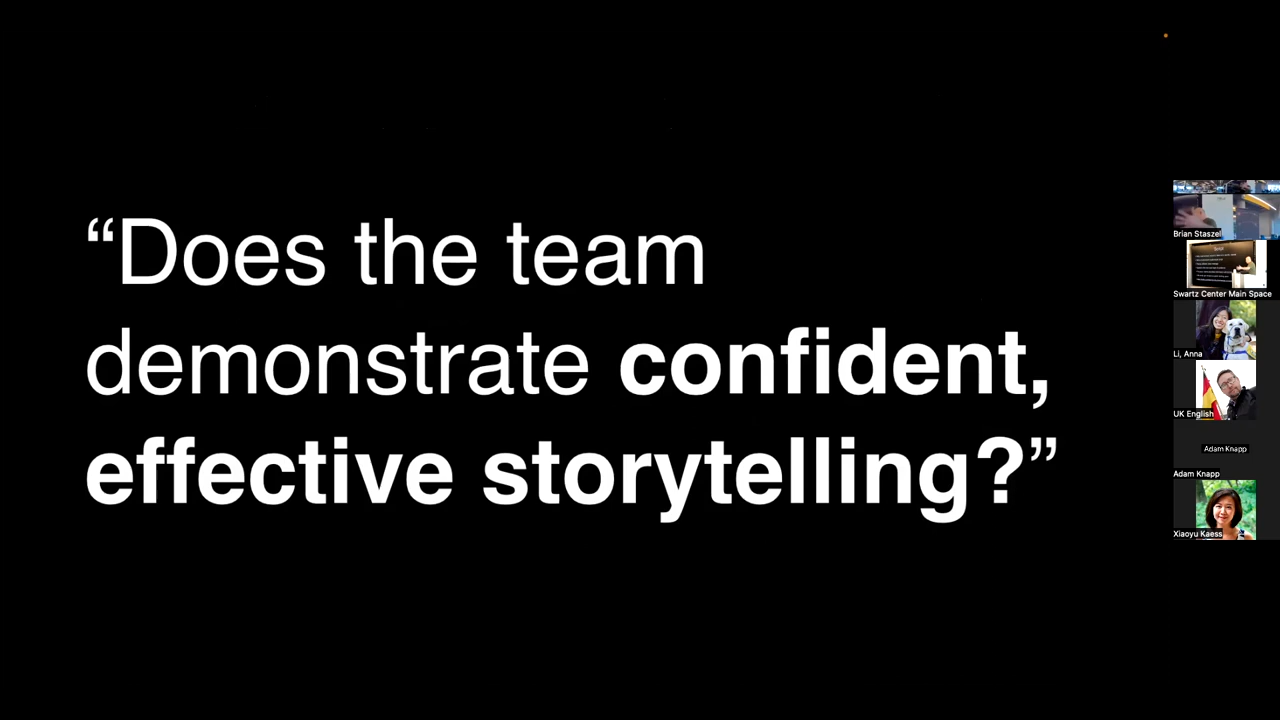 “Does the team
demonstrate confident,
effective storytelling?”
Brian Staszel
Swartz Center Main Space
Li, Anna
UK English
Adam Knapp
Adam Knapp
Xiaoyu Kaess